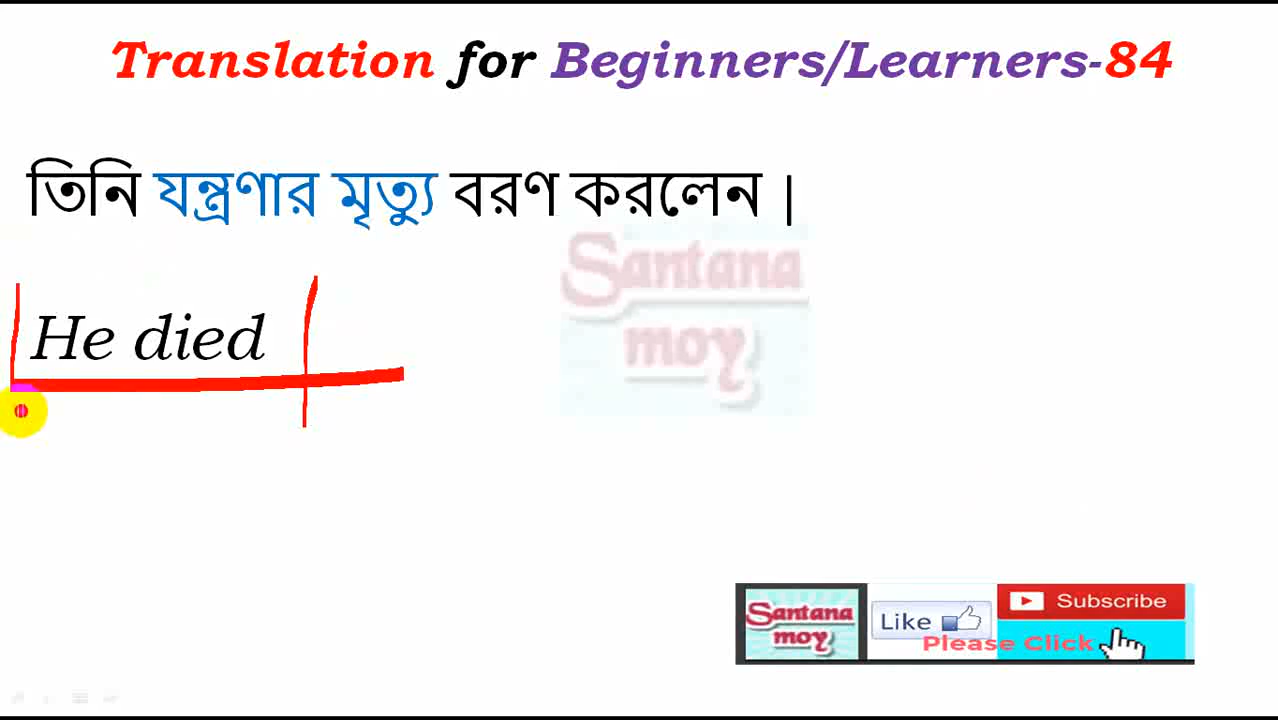 Translation for Beginners/Learners-84
তিনি যন্ত্রণার মৃত্যু বরণ করলেন |
Santana
moy
He died
Santana
moy
Like
Subscribe
Please Click